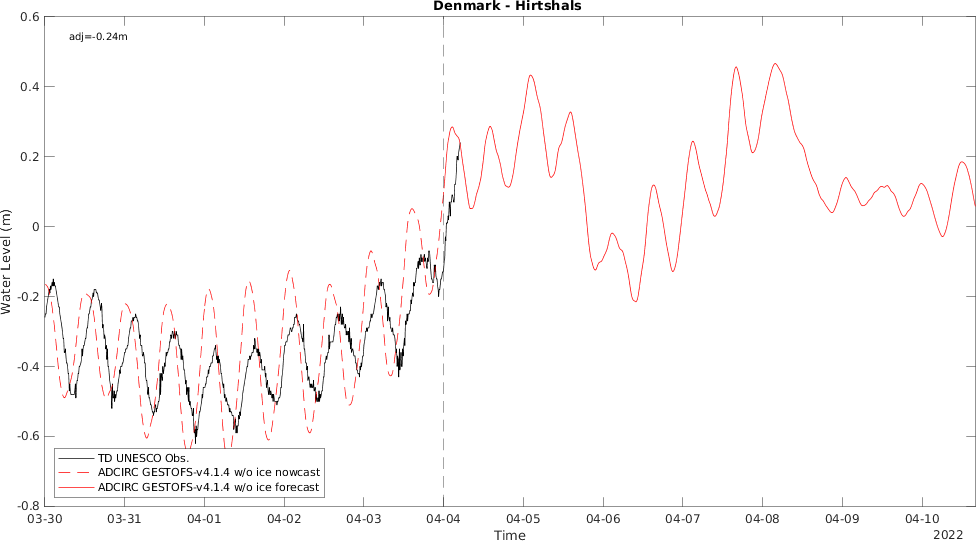 Denmark - Hirtshals
adj=-0.24m
0.6
0.4
0.2
0
-0.2
-0.4
-0.6
-0.8
Water Level (m)
TD UNESCO Obs.
ADCIRC GESTOFS-v4.1.4 w/o ice nowcast
ADCIRC GESTOFS-v4.1.4 w/o ice forecast
03-30 03-31 04-01 04-02 04-03 04-04 04-05 04-06 04-07 04-08 04-09 04-10
Time
2022